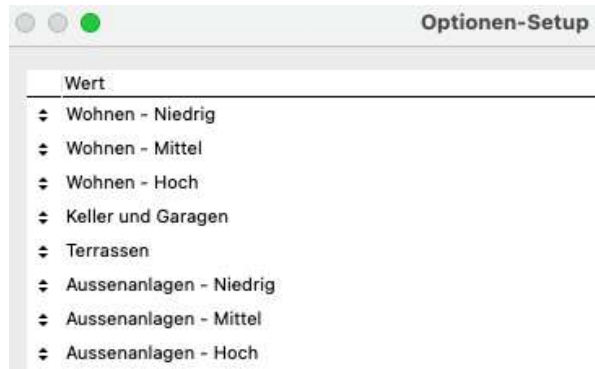 Optionen-Setup
Wert
Wohnen - Niedrig
Wohnen - Mittel
Wohnen - Hoch
Keller und Garagen
Terrassen
Aussenanlagen - Niedrig
Aussenanlagen - Mittel
Aussenanlagen - Hoch